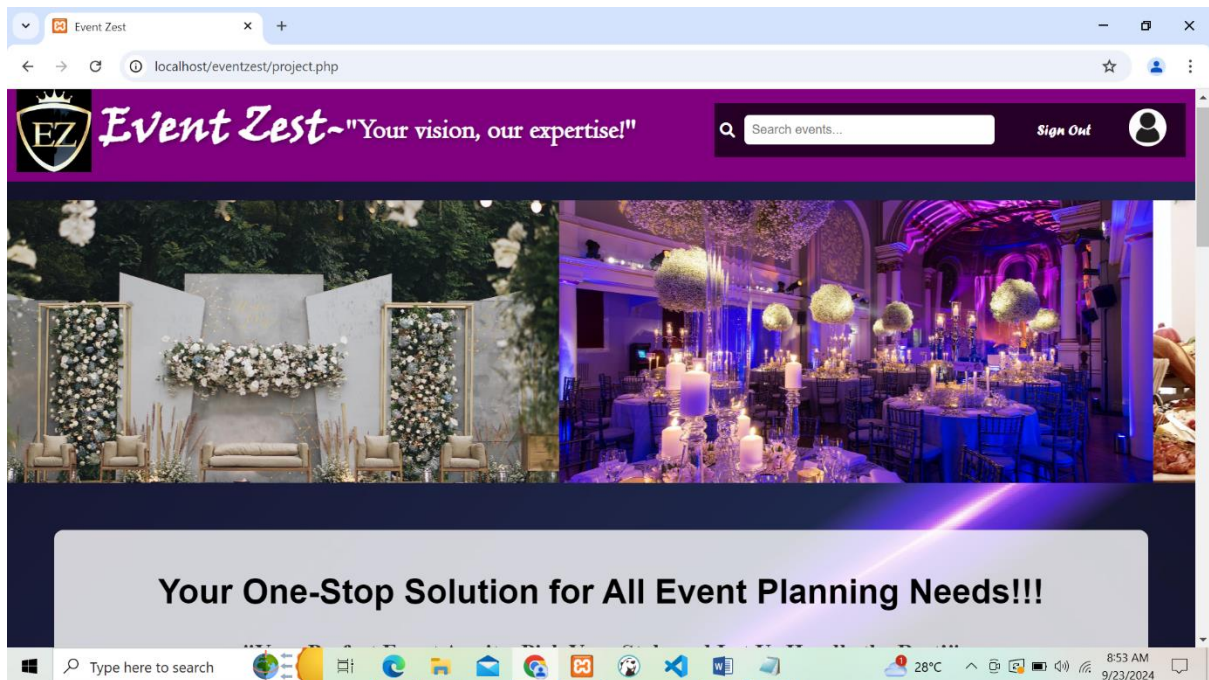 Event Zest
localhost/eventzest/project.php
EZ
Event Zest~"Your vision, our expertise!"
Search events...
Sign Out
Your One-Stop Solution for All Event Planning Needs!!!
Type here to search
28°C
8:53 AM
9/23/2024